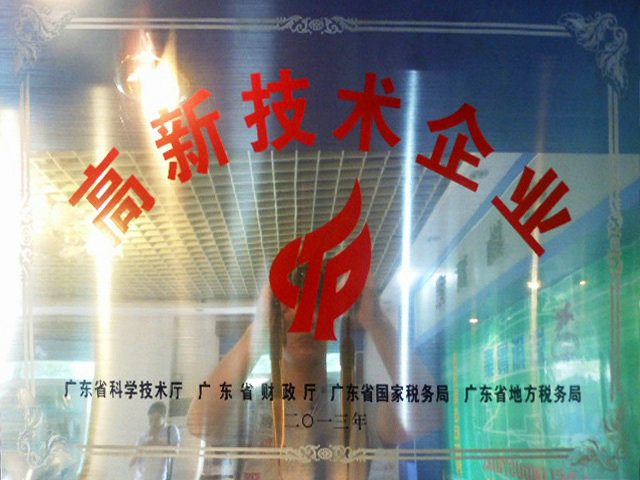 高新技术企业
广东省科学技术厅 广东省财政厅 广东省国家税务局 广东省地方税务局
二〇一三年